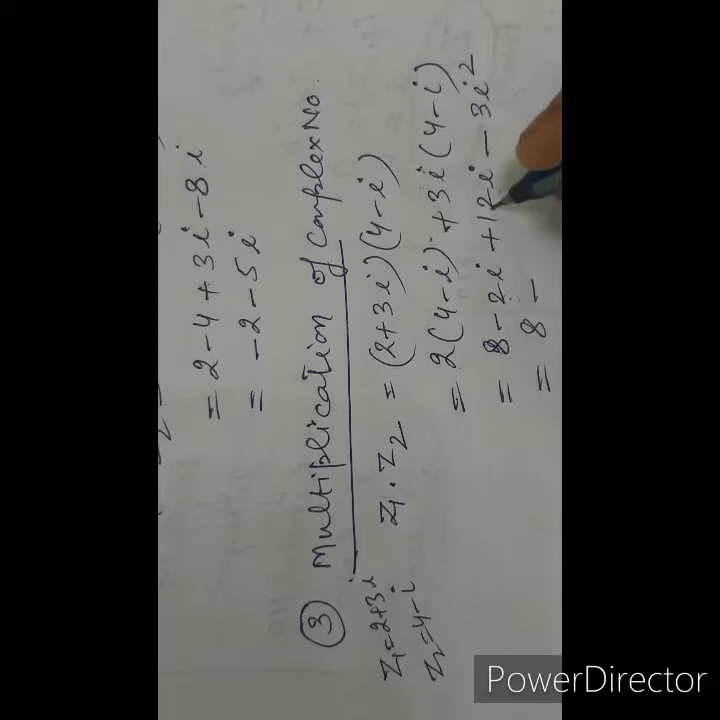 = 2-4+3i-8i
= -2-5i
③ Multiplication of Complex No.
Z1=2+3i
Z2=4-i
Z1.Z2 = (2+3i)(4-i)
= 2(4-i)+3i(4-i)
= 8-2i+12i-3i²
= 8-
PowerDirector